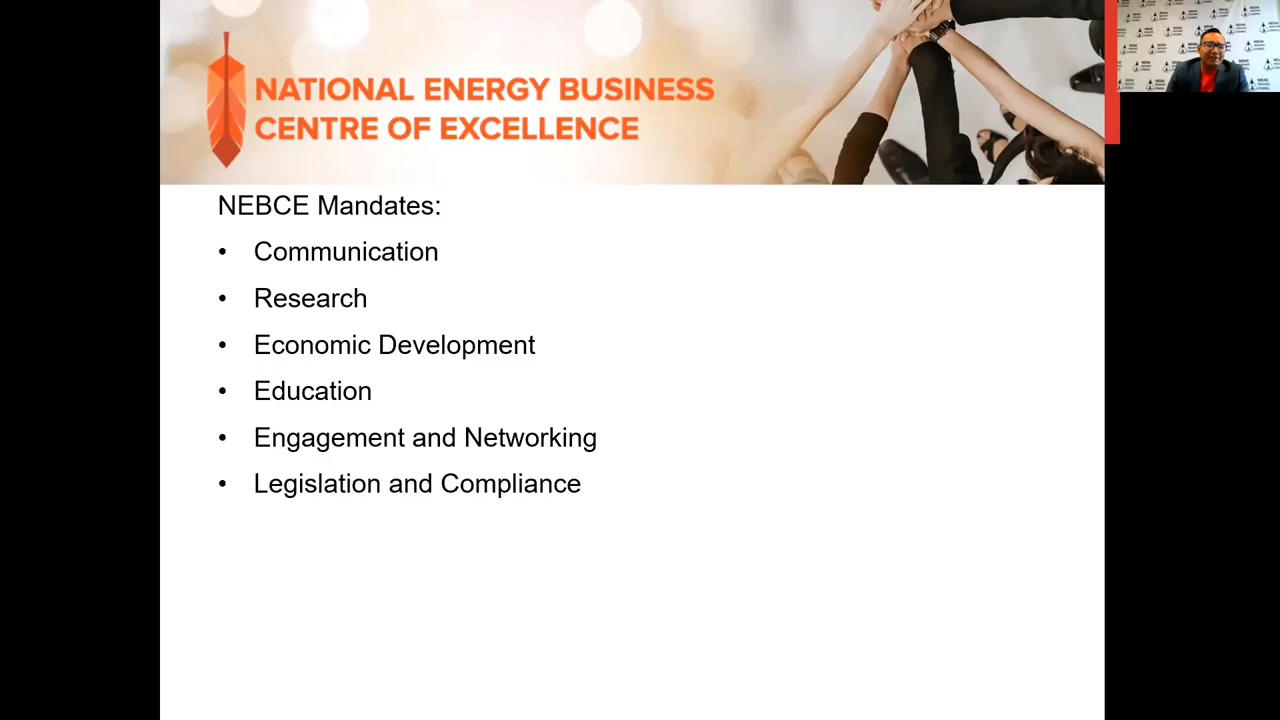 NATIONAL ENERGY BUSINESS
CENTRE OF EXCELLENCE
NEBCE Mandates:
• Communication
• Research
• Economic Development
• Education
• Engagement and Networking
• Legislation and Compliance